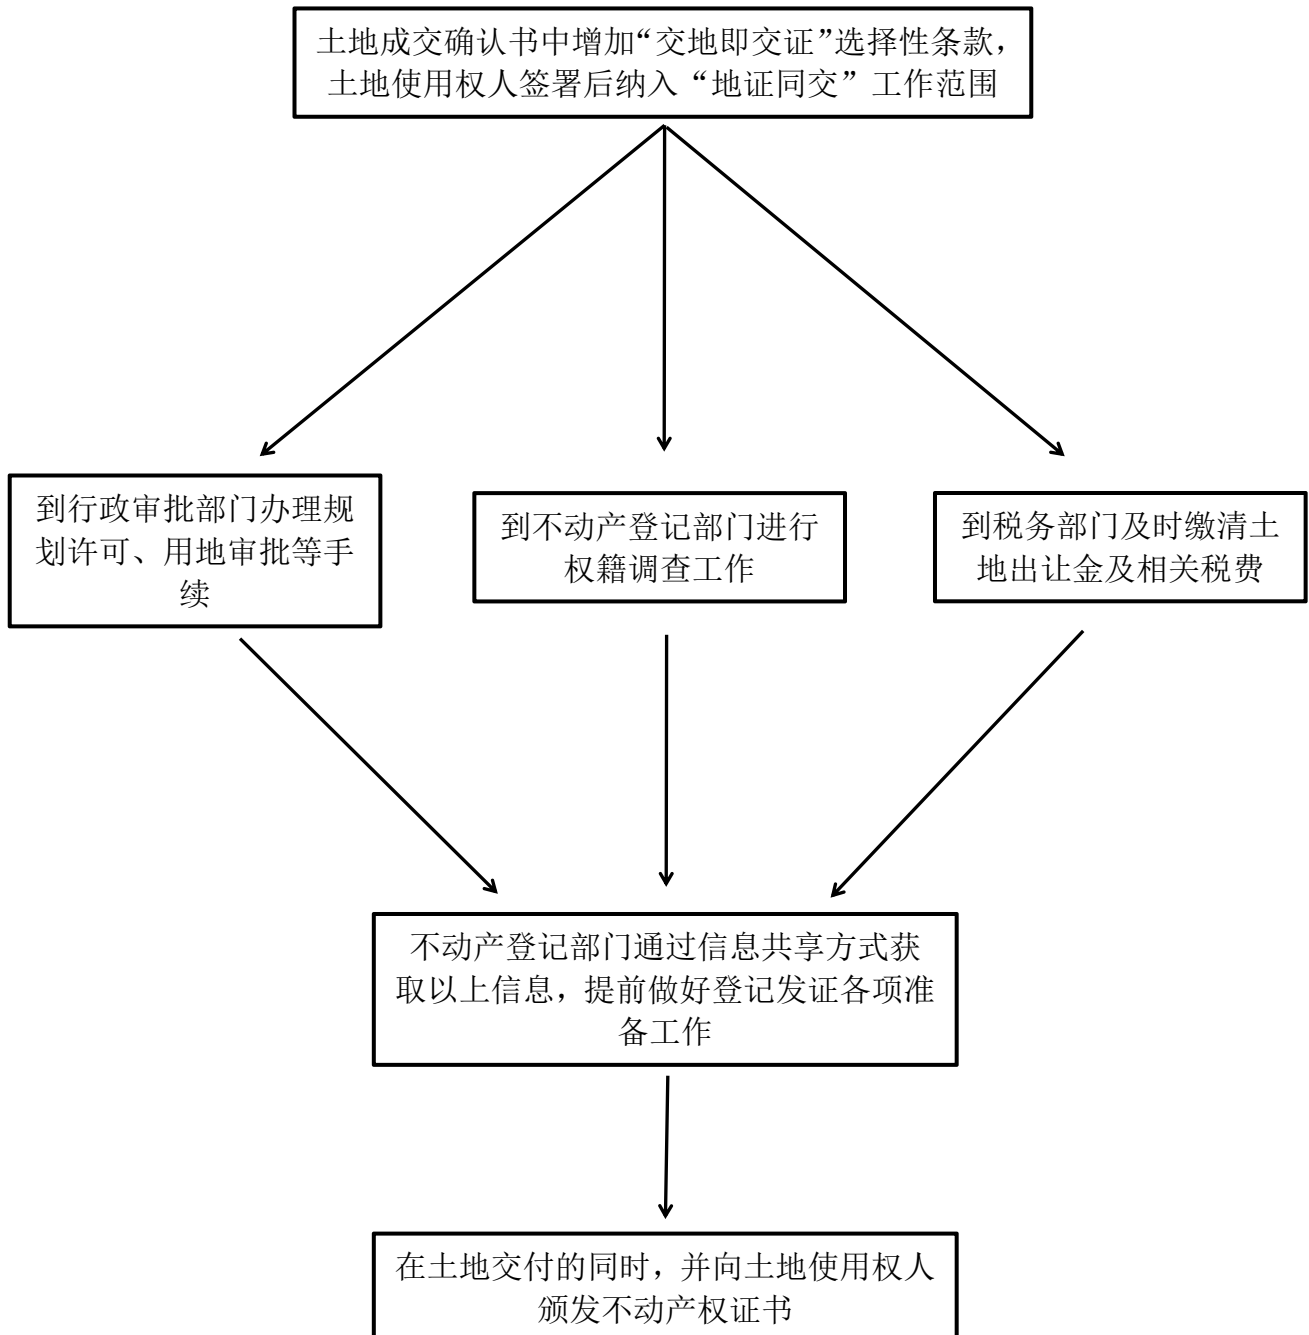 土地成交确认书中增加“交地即交证”选择性条款，
土地使用权人签署后纳入“地证同交”工作范围
到行政审批部门办理规
划许可、用地审批等手
续
到不动产登记部门进行
权籍调查工作
到税务部门及时缴清土
地出让金及相关税费
不动产登记部门通过信息共享方式获
取以上信息，提前做好登记发证各项准
备工作
在土地交付的同时，并向土地使用权人
颁发不动产权证书